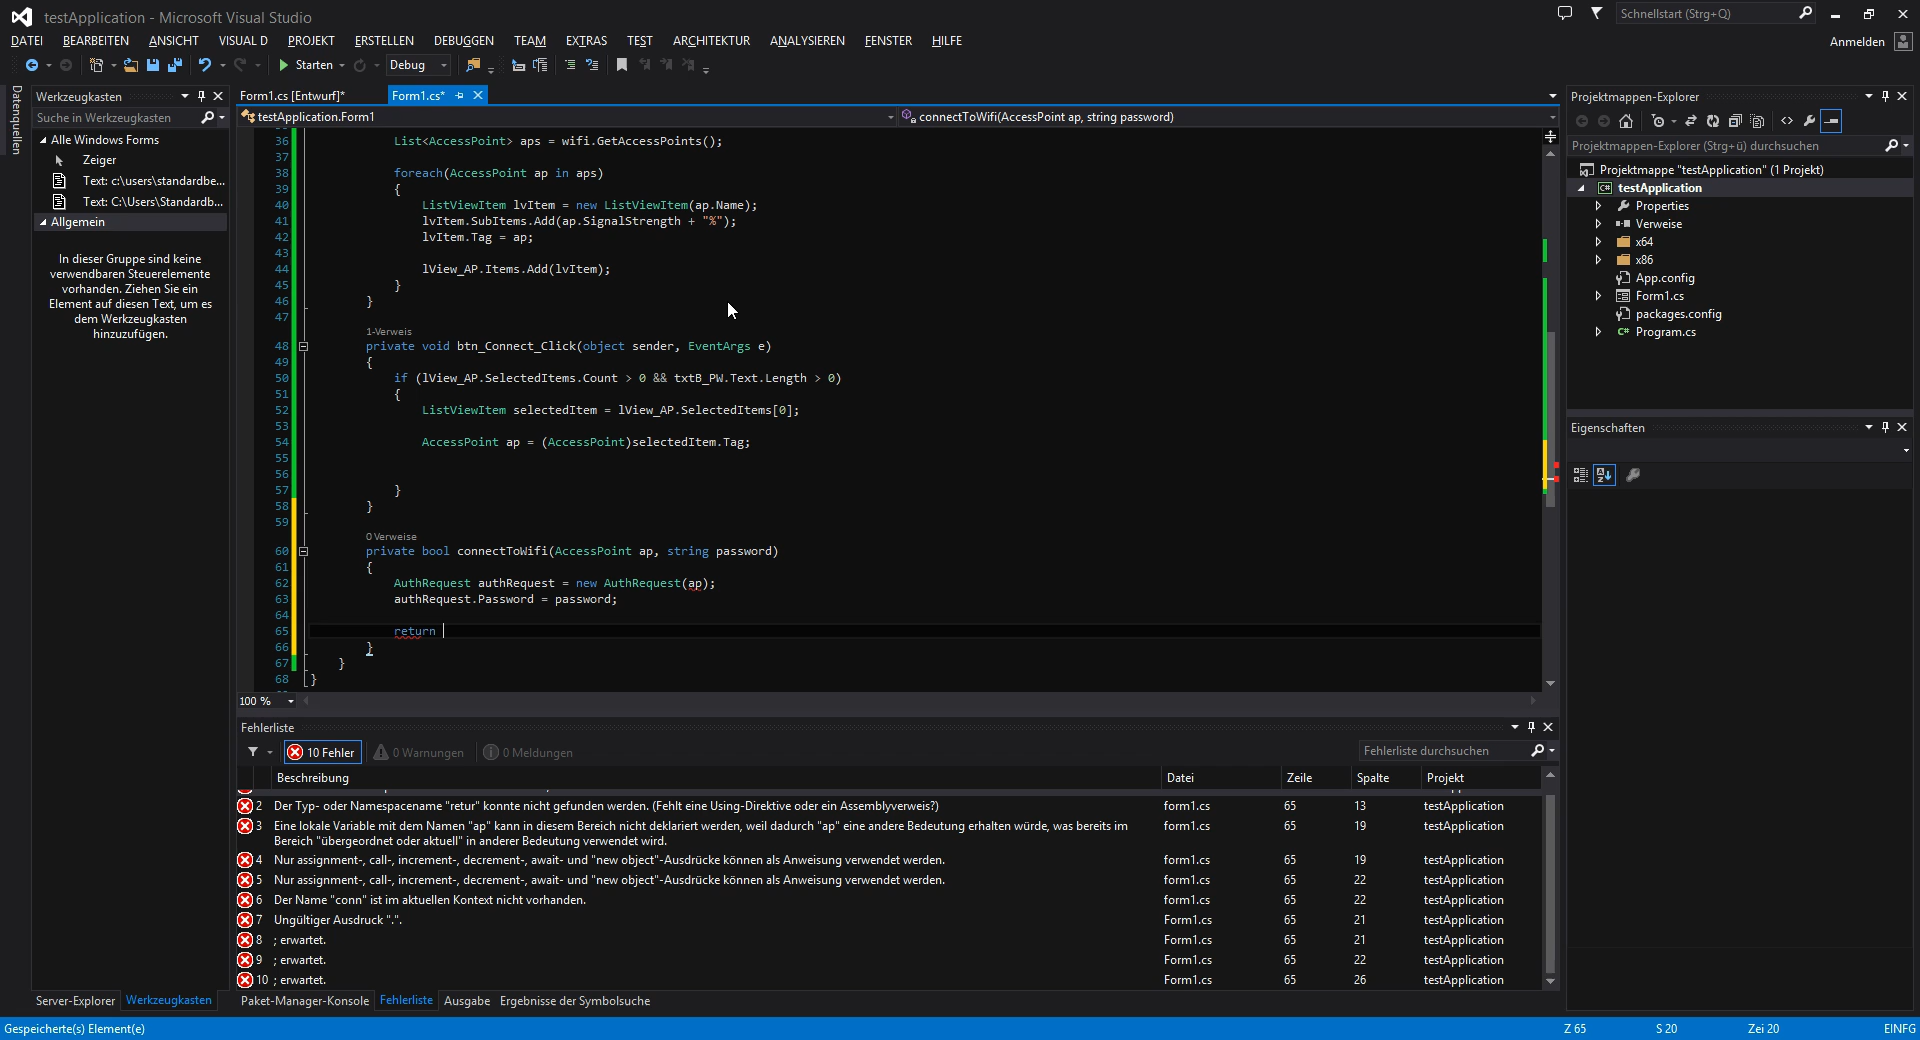 testApplication - Microsoft Visual Studio
Schnellstart (Strg+Q)
DATEI BEARBEITEN ANSICHT VISUAL D PROJEKT ERSTELLEN DEBUGGEN TEAM EXTRAS TEST ARCHITEKTUR ANALYSIEREN FENSTER HILFE
Anmelden
Starten Debug
Datenquellen
Werkzeugkasten
Suche in Werkzeugkasten
Alle Windows Forms
Zeiger
Text: c:\users\standardbe...
Text: C:\Users\Standardb...
Allgemein
In dieser Gruppe sind keine
verwendbaren Steuerelemente
vorhanden. Ziehen Sie ein
Element auf diesen Text, um es
dem Werkzeugkasten
hinzuzufügen.
Form1.cs [Entwurf]* Form1.cs*
testApplication.Form1 connectToWifi(AccessPoint ap, string password)
36 List<AccessPoint> aps = wifi.GetAccessPoints();
37
38 foreach(AccessPoint ap in aps)
39 {
40 ListViewItem lvItem = new ListViewItem(ap.Name);
41 lvItem.SubItems.Add(ap.SignalStrength + "%");
42 lvItem.Tag = ap;
43
44 lView_AP.Items.Add(lvItem);
45 }
46 }
47
1-Verweis
48 private void btn_Connect_Click(object sender, EventArgs e)
49 {
50 if (lView_AP.SelectedItems.Count > 0 && txtB_PW.Text.Length > 0)
51 {
52 ListViewItem selectedItem = lView_AP.SelectedItems[0];
53
54 AccessPoint ap = (AccessPoint)selectedItem.Tag;
55
56
57 }
58 }
59
0 Verweise
60 private bool connectToWifi(AccessPoint ap, string password)
61 {
62 AuthRequest authRequest = new AuthRequest(ap);
63 authRequest.Password = password;
64
65 return
66 }
67 }
68 }
100 %
Fehlerliste
10 Fehler 0 Warnungen 0 Meldungen
Fehlerliste durchsuchen
Beschreibung Datei Zeile Spalte Projekt
2 Der Typ- oder Namespacename "retur" konnte nicht gefunden werden. (Fehlt eine Using-Direktive oder ein Assemblyverweis?) form1.cs 65 13 testApplication
3 Eine lokale Variable mit dem Namen "ap" kann in diesem Bereich nicht deklariert werden, weil dadurch "ap" eine andere Bedeutung erhalten würde, was bereits im form1.cs 65 19 testApplication
Bereich "übergeordnet oder aktuell" in anderer Bedeutung verwendet wird.
4 Nur assignment-, call-, increment-, decrement-, await- und "new object"-Ausdrücke können als Anweisung verwendet werden. form1.cs 65 19 testApplication
5 Nur assignment-, call-, increment-, decrement-, await- und "new object"-Ausdrücke können als Anweisung verwendet werden. form1.cs 65 22 testApplication
6 Der Name "conn" ist im aktuellen Kontext nicht vorhanden. form1.cs 65 22 testApplication
7 Ungültiger Ausdruck ".". Form1.cs 65 21 testApplication
8 ; erwartet. Form1.cs 65 21 testApplication
9 ; erwartet. Form1.cs 65 22 testApplication
10 ; erwartet. Form1.cs 65 26 testApplication
Server-Explorer Werkzeugkasten
Paket-Manager-Konsole Fehlerliste Ausgabe Ergebnisse der Symbolsuche
Projektmappen-Explorer
Projektmappen-Explorer (Strg+ü) durchsuchen
Projektmappe "testApplication" (1 Projekt)
testApplication
Properties
Verweise
x64
x86
App.config
Form1.cs
packages.config
Program.cs
Eigenschaften
Gespeicherte(s) Element(e) Z 65 S 20 Zei 20 EINFG